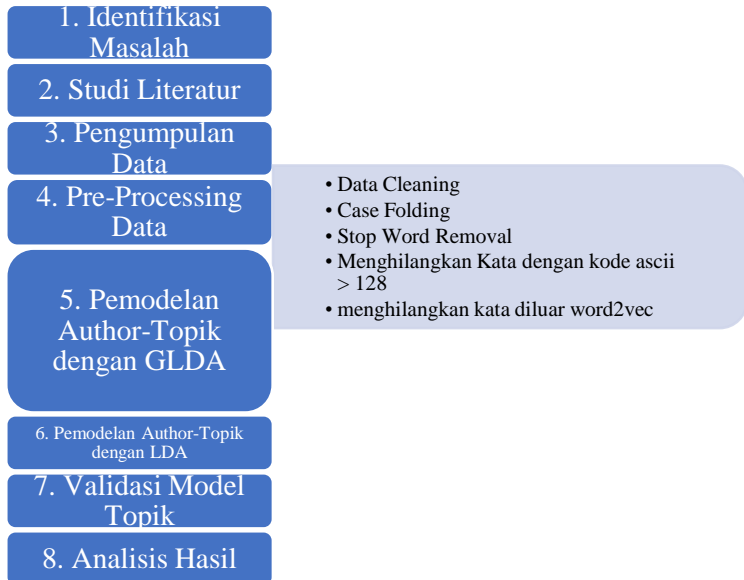 1. Identifikasi
Masalah
2. Studi Literatur
3. Pengumpulan
Data
4. Pre-Processing
Data
• Data Cleaning
• Case Folding
• Stop Word Removal
• Menghilangkan Kata dengan kode ascii
> 128
• menghilangkan kata diluar word2vec
5. Pemodelan
Author-Topik
dengan GLDA
6. Pemodelan Author-Topik
dengan LDA
7. Validasi Model
Topik
8. Analisis Hasil